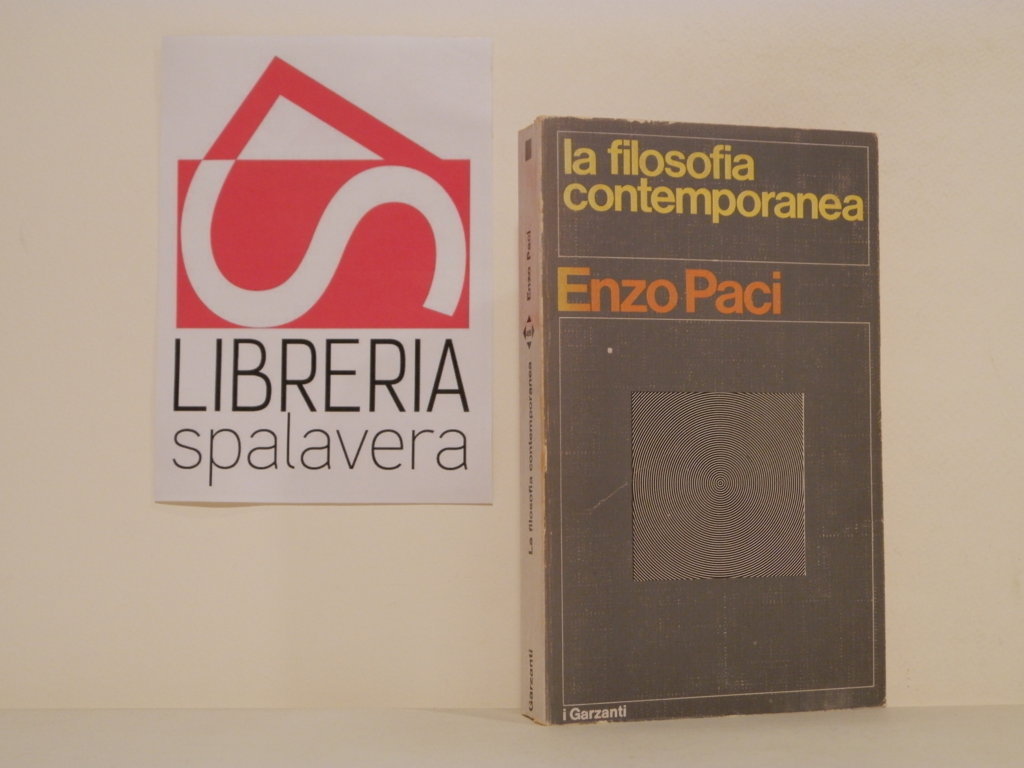 LIBRERIA
spalavera
la filosofia
contemporanea
Enzo Paci
i Garzanti
La filosofia contemporanea
Enzo Paci
Garzanti